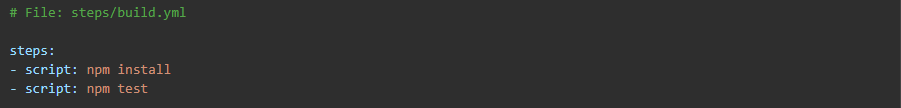 # File: steps/build.yml
steps:
- script: npm install
- script: npm test